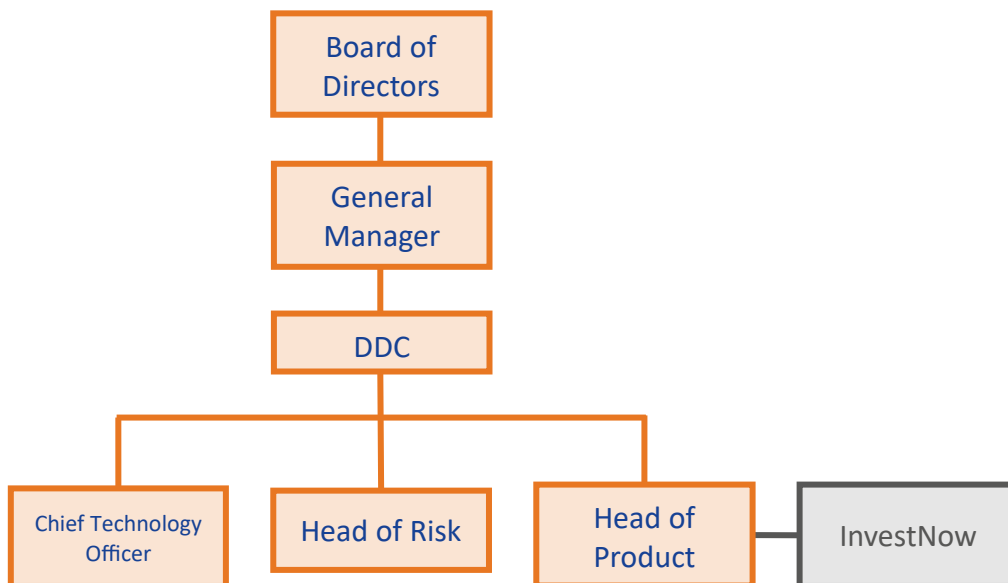 Board of
Directors
General
Manager
DDC
Chief Technology
Officer
Head of Risk
Head of
Product
InvestNow